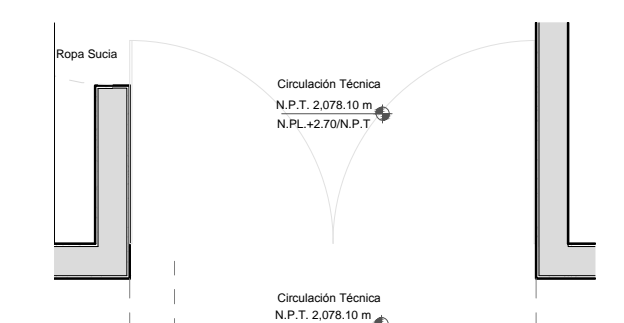 Ropa Sucia
Circulación Técnica
N.P.T. 2,078.10 m
N.PL.+2.70/N.P.T
Circulación Técnica
N.P.T. 2,078.10 m